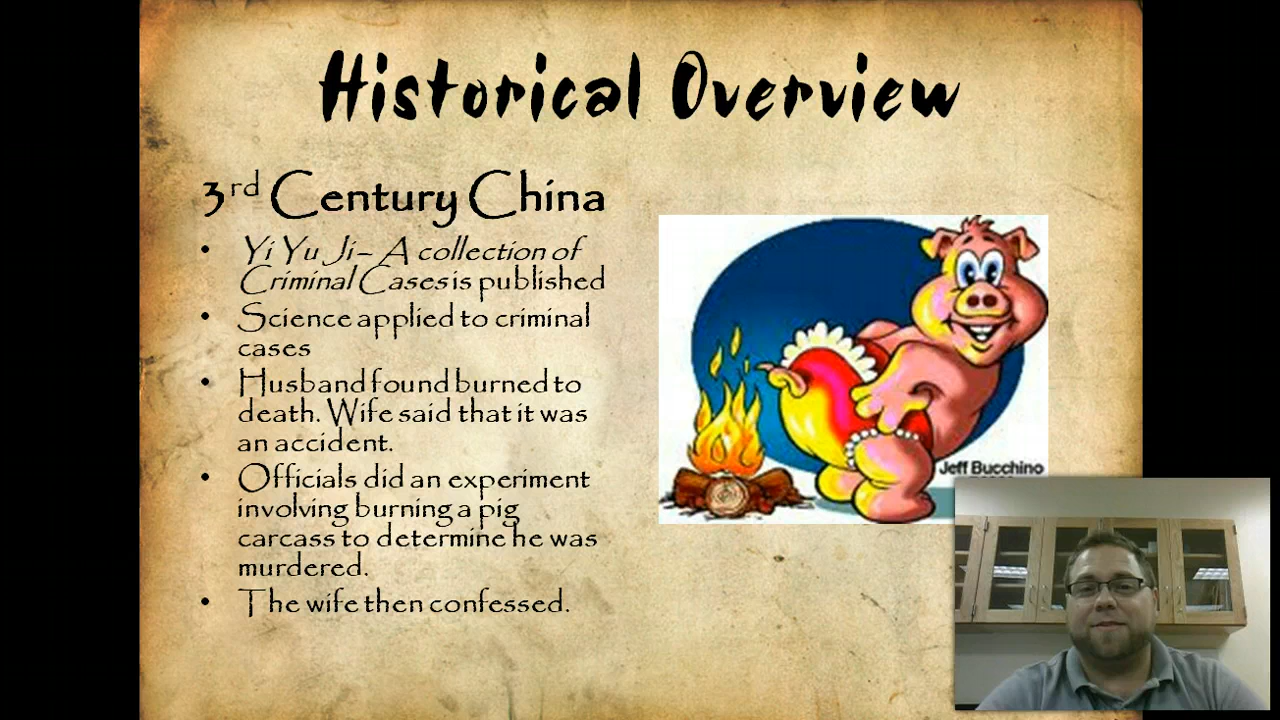 Historical Overview
3rd Century China
• Yi Yu Ji – A collection of
Criminal Cases is published
• Science applied to criminal
cases
• Husband found burned to
death. Wife said that it was
an accident.
• Officials did an experiment
involving burning a pig
carcass to determine he was
murdered.
• The wife then confessed.
Jeff Bucchino